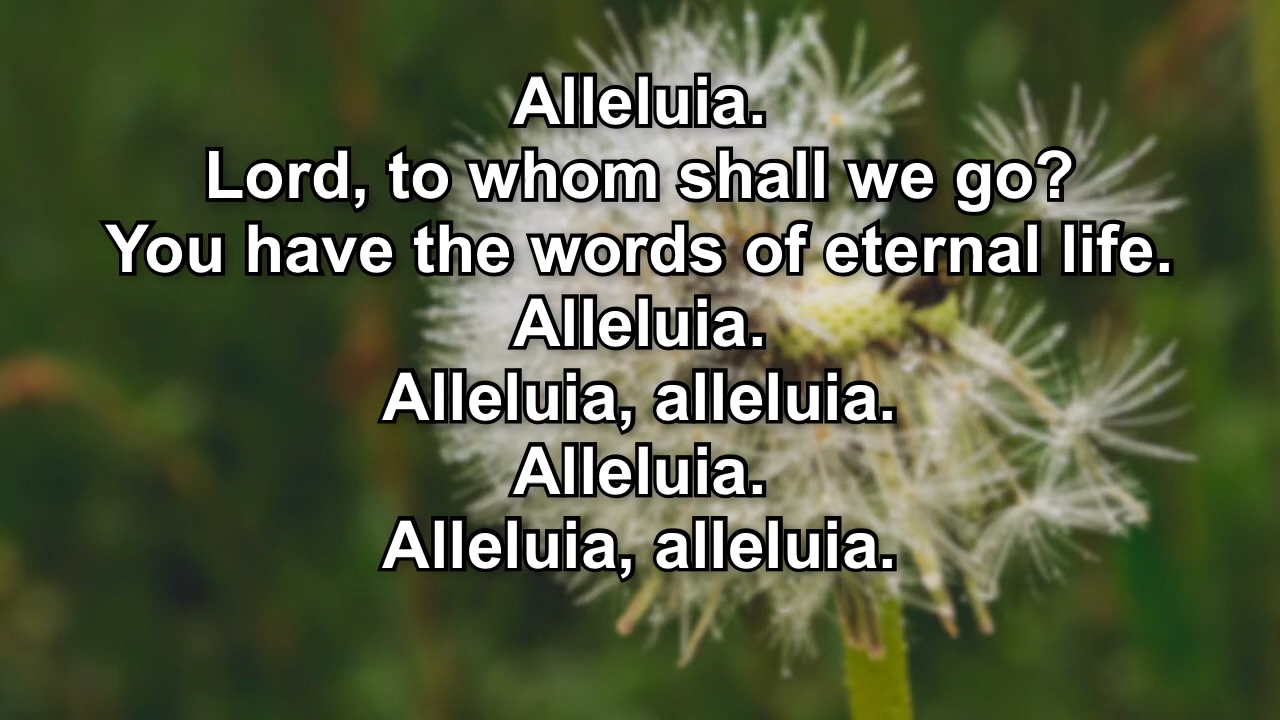 Alleluia.
Lord, to whom shall we go?
You have the words of eternal life.
Alleluia.
Alleluia, alleluia.
Alleluia.
Alleluia, alleluia.